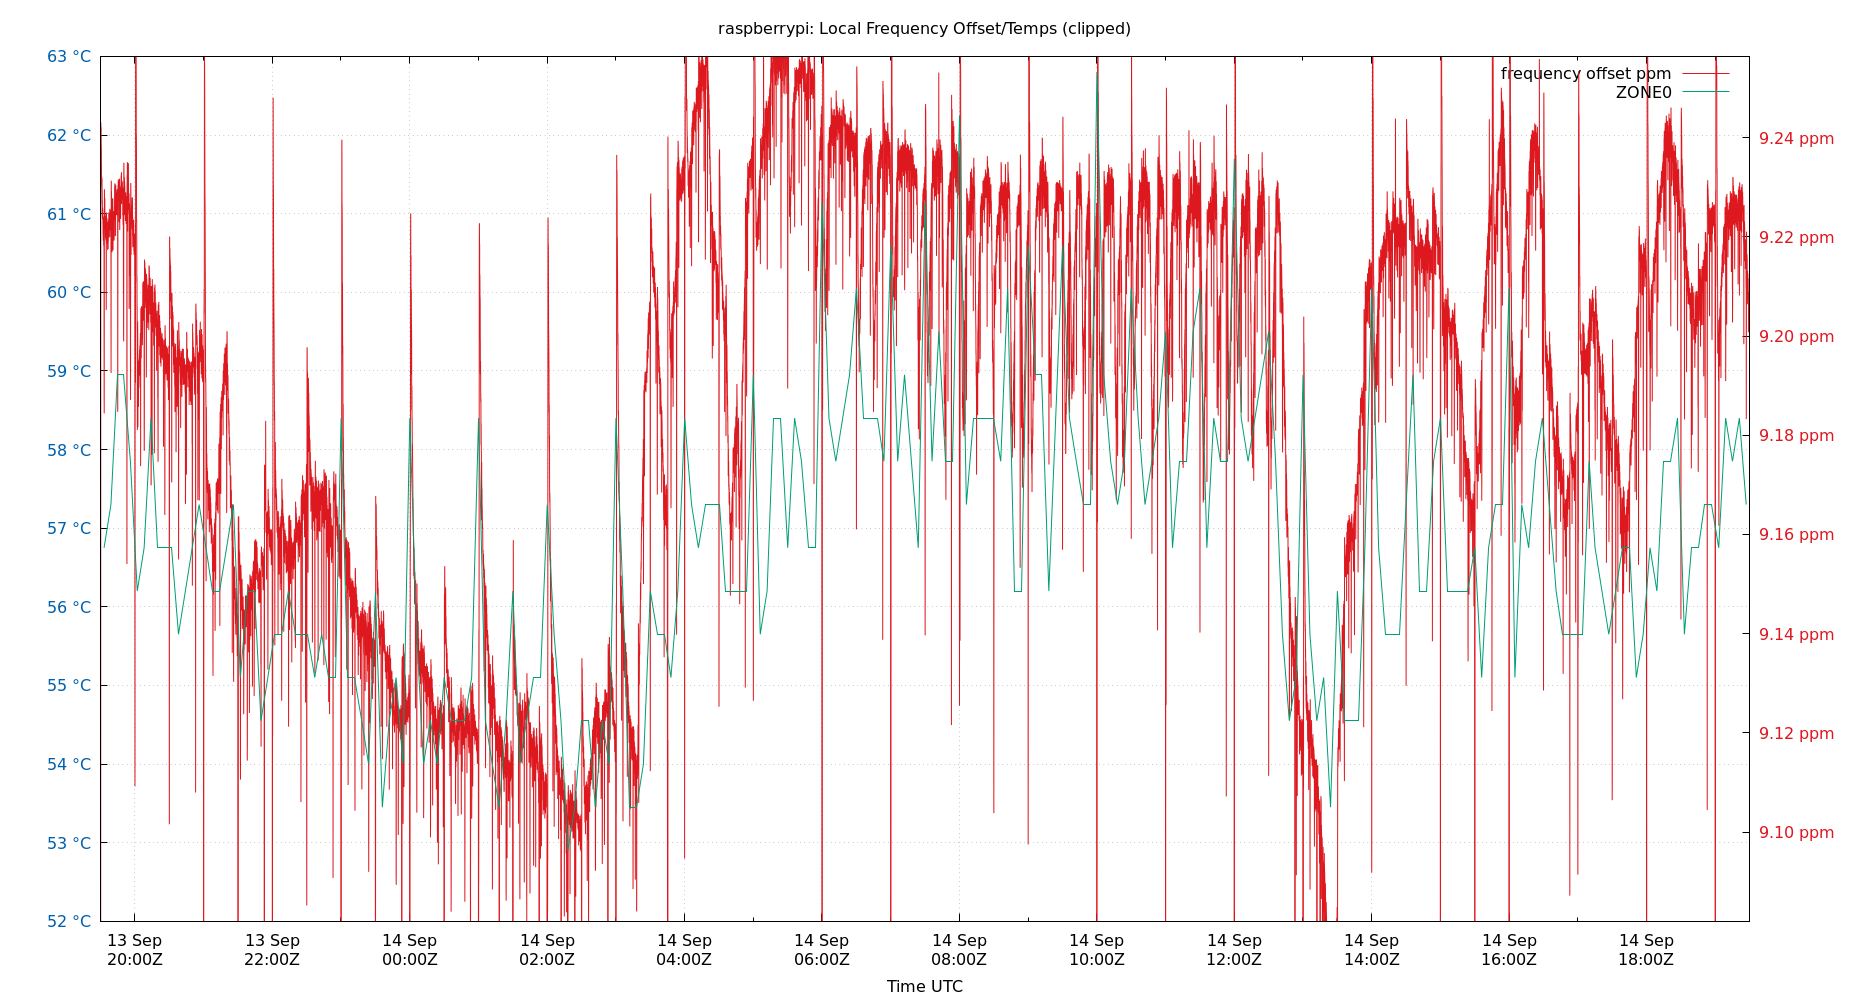 raspberrypi: Local Frequency Offset/Temps (clipped)
63 °C
62 °C
61 °C
60 °C
59 °C
58 °C
57 °C
56 °C
55 °C
54 °C
53 °C
52 °C
frequency offset ppm
ZONE0
9.24 ppm
9.22 ppm
9.20 ppm
9.18 ppm
9.16 ppm
9.14 ppm
9.12 ppm
9.10 ppm
13 Sep 13 Sep 14 Sep 14 Sep 14 Sep 14 Sep 14 Sep 14 Sep 14 Sep 14 Sep 14 Sep 14 Sep
20:00Z 22:00Z 00:00Z 02:00Z 04:00Z 06:00Z 08:00Z 10:00Z 12:00Z 14:00Z 16:00Z 18:00Z
Time UTC